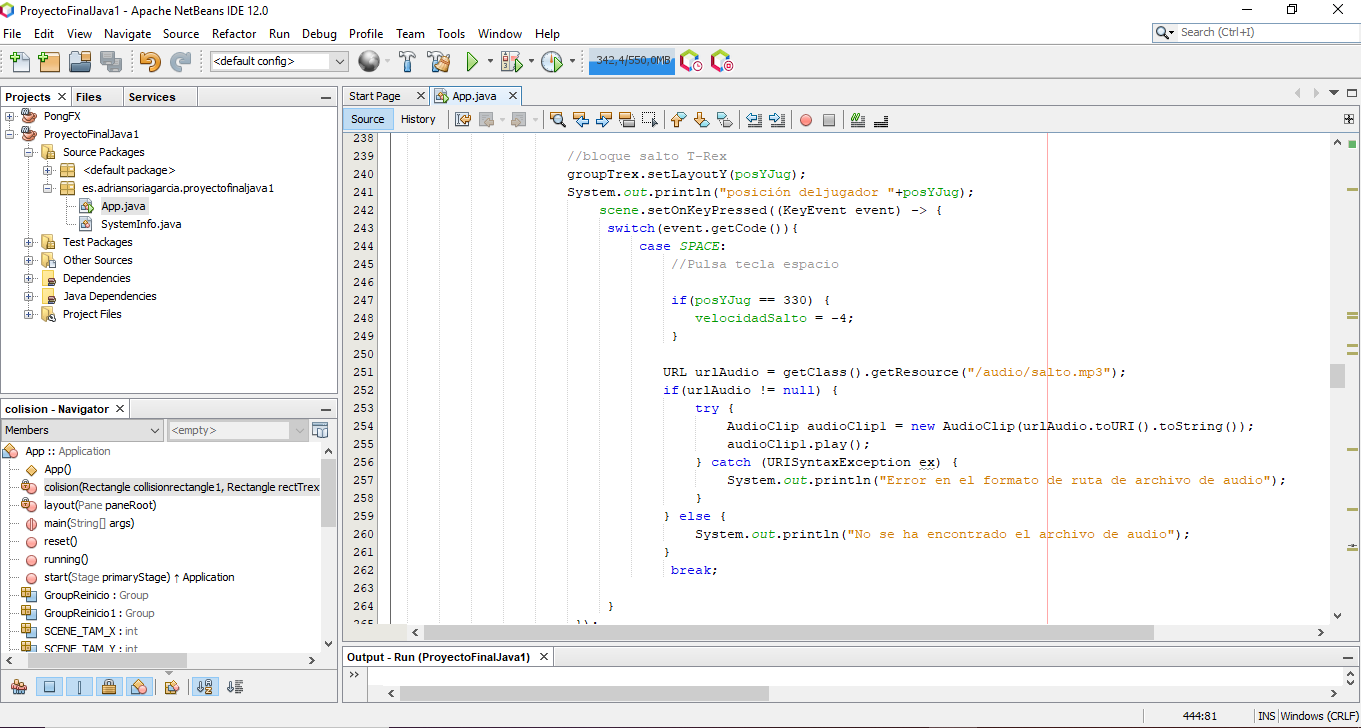 ProyectoFinalJava1 - Apache NetBeans IDE 12.0
File Edit View Navigate Source Refactor Run Debug Profile Team Tools Window Help
Search (Ctrl+I)
<default config>
342,4/550,0MB
Projects Files Services
PongFX
ProyectoFinalJava1
Source Packages
<default package>
es.adriansoriagarcia.proyectofinaljava1
App.java
SystemInfo.java
Test Packages
Other Sources
Dependencies
Java Dependencies
Project Files
colision - Navigator
Members <empty>
App :: Application
App()
colision(Rectangle collisionrectangle1, Rectangle rectTrex
layout(Pane paneRoot)
main(String[] args)
reset()
running()
start(Stage primaryStage) ↑ Application
GroupReinicio : Group
GroupReinicio1 : Group
SCENE_TAM_X : int
SCENE_TAM_Y : int
Start Page App.java
Source History
238
239 //bloque salto T-Rex
240 groupTrex.setLayoutY(posYJug);
241 System.out.println("posición deljugador "+posYJug);
242 scene.setOnKeyPressed((KeyEvent event) -> {
243 switch(event.getCode()){
244 case SPACE:
245 //Pulsa tecla espacio
246
247 if(posYJug == 330) {
248 velocidadSalto = -4;
249 }
250
251 URL urlAudio = getClass().getResource("/audio/salto.mp3");
252 if(urlAudio != null) {
253 try {
254 AudioClip audioClip1 = new AudioClip(urlAudio.toURI().toString());
255 audioClip1.play();
256 } catch (URISyntaxException ex) {
257 System.out.println("Error en el formato de ruta de archivo de audio");
258 }
259 } else {
260 System.out.println("No se ha encontrado el archivo de audio");
261 }
262 break;
263
264 }
265 });
Output - Run (ProyectoFinalJava1)
444:81 INS Windows (CRLF)